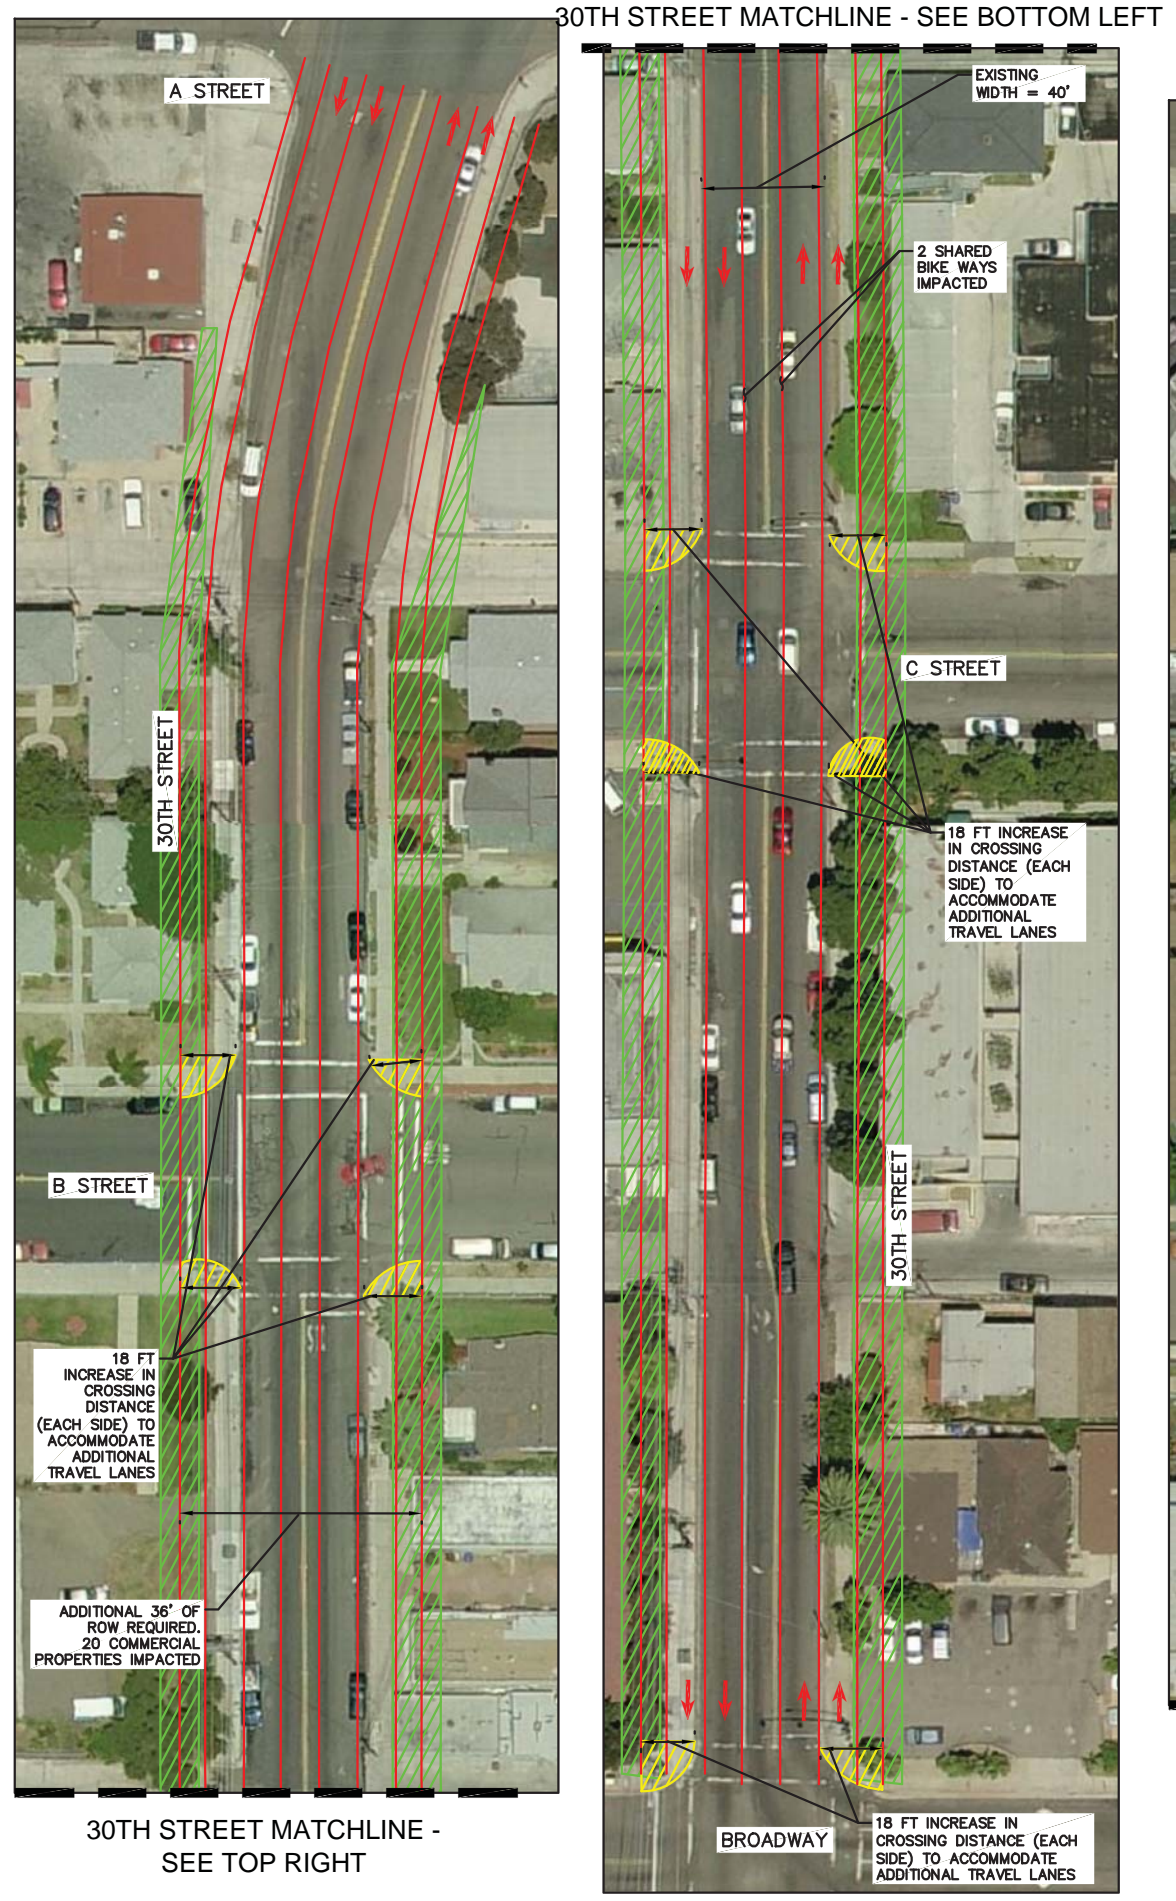 30TH STREET MATCHLINE - SEE BOTTOM LEFT
A STREET
30TH STREET
B STREET
18 FT
INCREASE IN
CROSSING
DISTANCE
(EACH SIDE) TO
ACCOMMODATE
ADDITIONAL
TRAVEL LANES
ADDITIONAL 36' OF
ROW REQUIRED.
20 COMMERCIAL
PROPERTIES IMPACTED
30TH STREET MATCHLINE -
SEE TOP RIGHT
EXISTING
WIDTH = 40'
2 SHARED
BIKE WAYS
IMPACTED
C STREET
18 FT INCREASE
IN CROSSING
DISTANCE (EACH
SIDE) TO
ACCOMMODATE
ADDITIONAL
TRAVEL LANES
30TH STREET
BROADWAY
18 FT INCREASE IN
CROSSING DISTANCE (EACH
SIDE) TO ACCOMMODATE
ADDITIONAL TRAVEL LANES